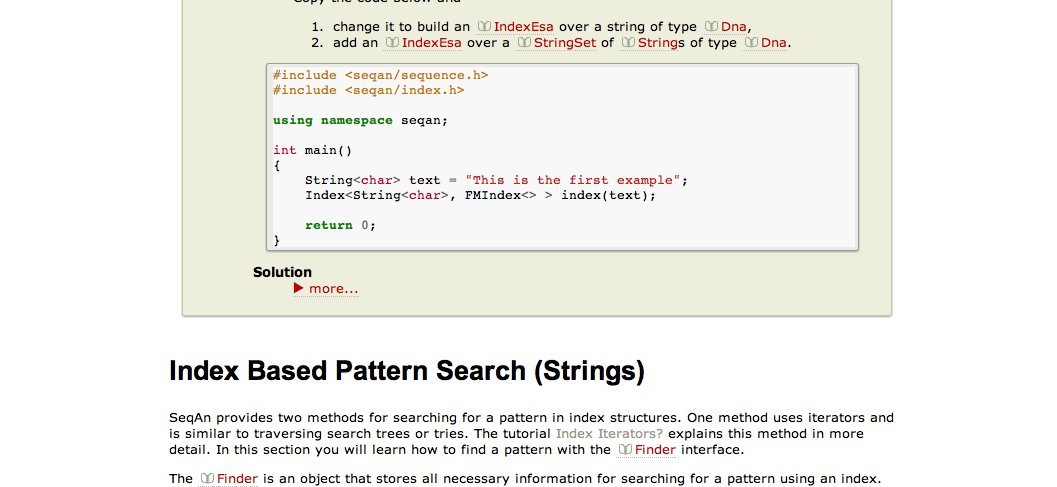 Copy the code below and
1. change it to build an IndexEsa over a string of type Dna,
2. add an IndexEsa over a StringSet of Strings of type Dna.
#include <seqan/sequence.h>
#include <seqan/index.h>
using namespace seqan;
int main()
{
    String<char> text = "This is the first example";
    Index<String<char>, FMIndex<> > index(text);
    return 0;
}
Solution
more...
Index Based Pattern Search (Strings)
SeqAn provides two methods for searching for a pattern in index structures. One method uses iterators and
is similar to traversing search trees or tries. The tutorial Index Iterators? explains this method in more
detail. In this section you will learn how to find a pattern with the Finder interface.
The Finder is an object that stores all necessary information for searching for a pattern using an index.